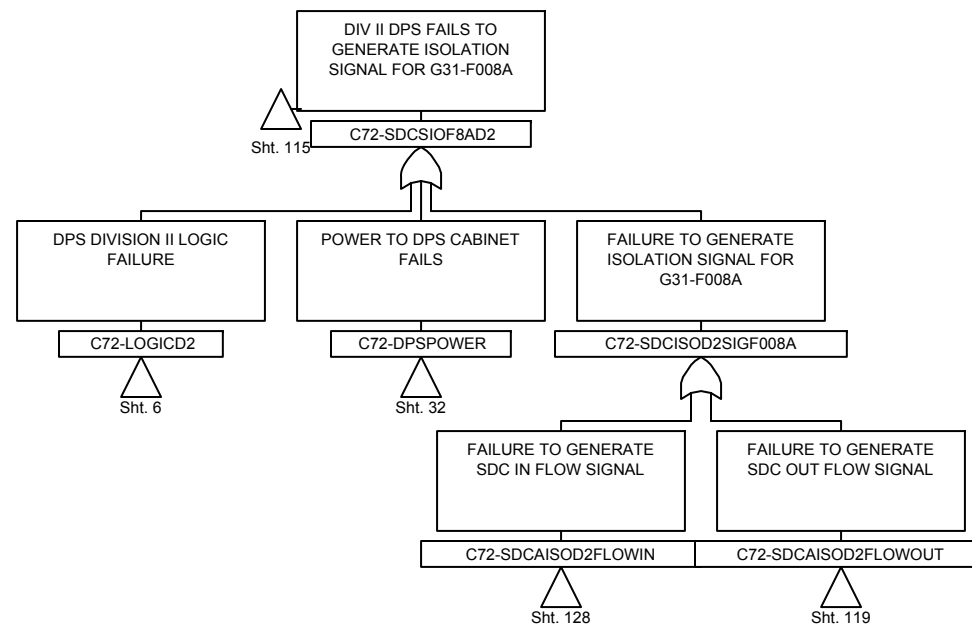 DIV II DPS FAILS TO
GENERATE ISOLATION
SIGNAL FOR G31-F008A
Sht. 115
C72-SDCSIOF8AD2
DPS DIVISION II LOGIC
FAILURE
C72-LOGICD2
Sht. 6
POWER TO DPS CABINET
FAILS
C72-DPSPOWER
Sht. 32
FAILURE TO GENERATE
ISOLATION SIGNAL FOR
G31-F008A
C72-SDCISOD2SIGF008A
FAILURE TO GENERATE
SDC IN FLOW SIGNAL
C72-SDCAISOD2FLOWIN
Sht. 128
FAILURE TO GENERATE
SDC OUT FLOW SIGNAL
C72-SDCAISOD2FLOWOUT
Sht. 119